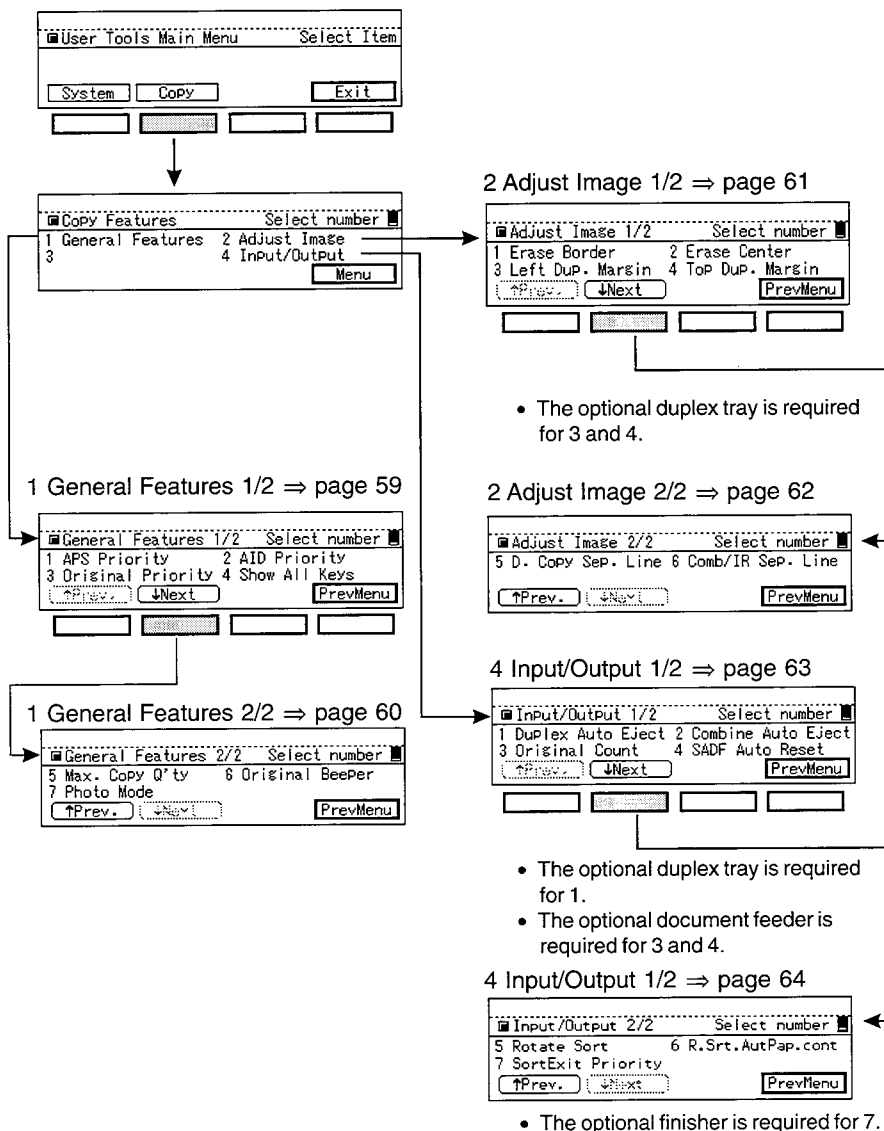 User Tools Main Menu Select Item
System Copy Exit
Copy Features Select number
1 General Features 2 Adjust Image
3 4 Input/Output
Menu
1 General Features 1/2 ⇒ page 59
General Features 1/2 Select number
1 APS Priority 2 AID Priority
3 Original Priority 4 Show All Keys
↑Prev. ↓Next PrevMenu
1 General Features 2/2 ⇒ page 60
General Features 2/2 Select number
5 Max. Copy Q'ty 6 Original Beeper
7 Photo Mode
↑Prev. ↓Next PrevMenu
2 Adjust Image 1/2 ⇒ page 61
Adjust Image 1/2 Select number
1 Erase Border 2 Erase Center
3 Left Dup. Margin 4 Top Dup. Margin
↑Prev. ↓Next PrevMenu
• The optional duplex tray is required
for 3 and 4.
2 Adjust Image 2/2 ⇒ page 62
Adjust Image 2/2 Select number
5 D. Copy Sep. Line 6 Comb/IR Sep. Line
↑Prev. ↓Next PrevMenu
4 Input/Output 1/2 ⇒ page 63
Input/Output 1/2 Select number
1 Duplex Auto Eject 2 Combine Auto Eject
3 Original Count 4 SADF Auto Reset
↑Prev. ↓Next PrevMenu
• The optional duplex tray is required
for 1.
• The optional document feeder is
required for 3 and 4.
4 Input/Output 1/2 ⇒ page 64
Input/Output 2/2 Select number
5 Rotate Sort 6 R.Srt.AutPap.cont
7 SortExit Priority
↑Prev. ↓Next PrevMenu
• The optional finisher is required for 7.